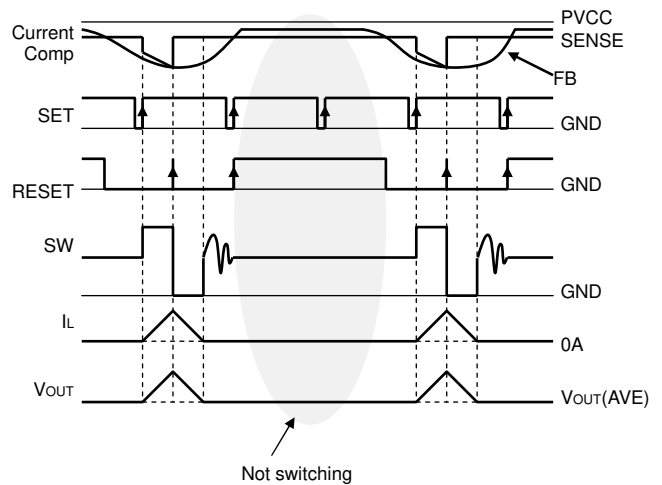 PVCC
Current
Comp
SENSE
FB
SET
GND
RESET
GND
SW
GND
IL
0A
VOUT
VOUT(AVE)
Not switching